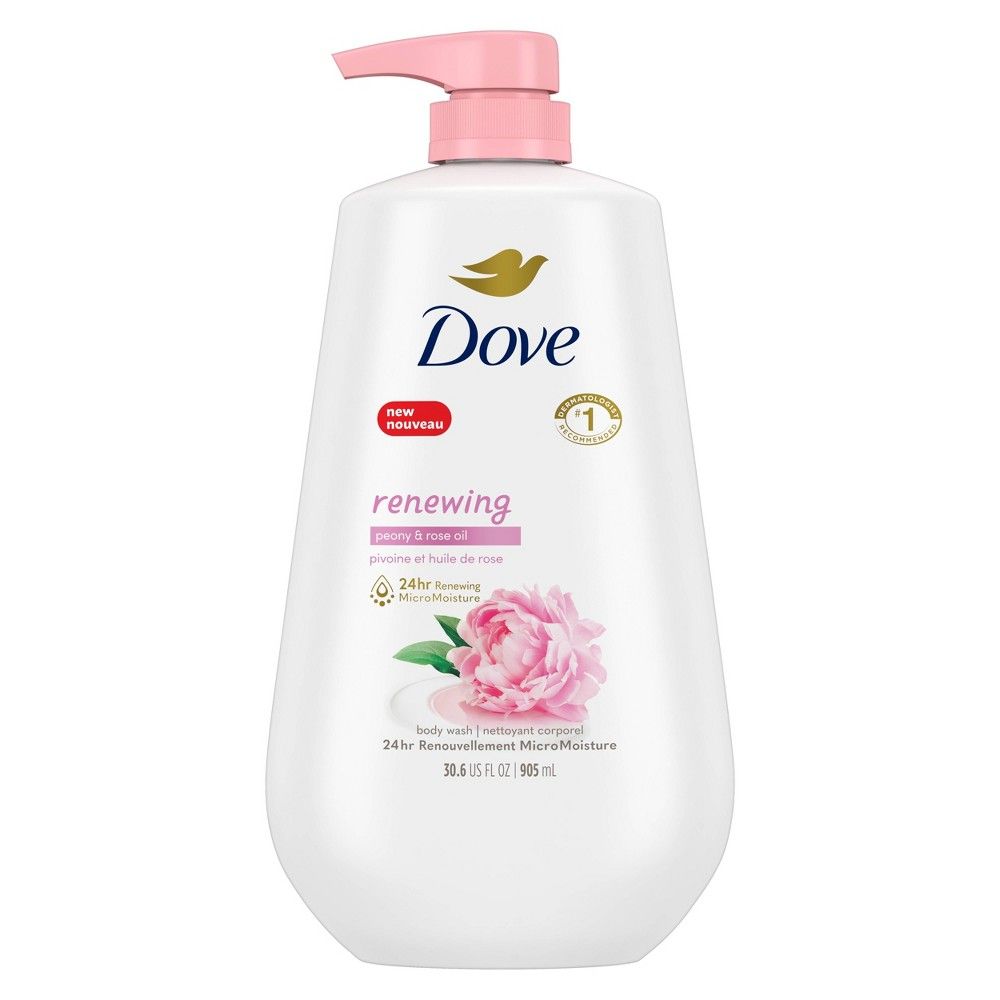 Dove
new
nouveau
DERMATOLOGIST
#1
RECOMMENDED
renewing
peony & rose oil
pivoine et huile de rose
24hr Renewing
MicroMoisture
body wash | nettoyant corporel
24hr Renouvellement MicroMoisture
30.6 US FL OZ | 905 mL